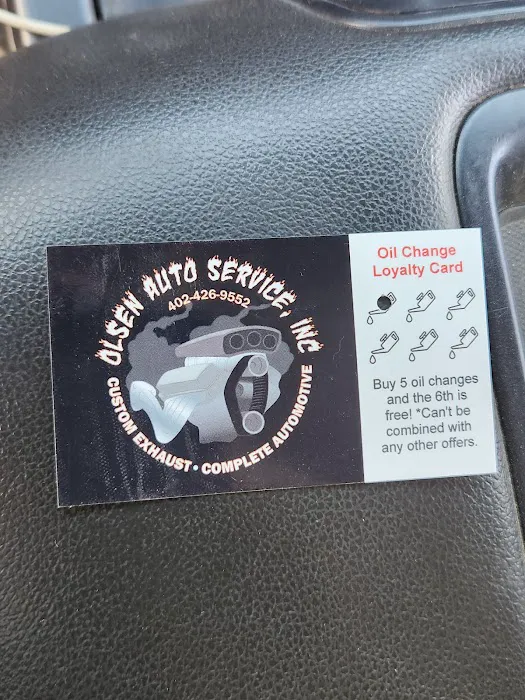 OLSEN AUTO SERVICE, INC
402-426-9552
CUSTOM EXHAUST • COMPLETE AUTOMOTIVE
Oil Change
Loyalty Card
Buy 5 oil changes
and the 6th is
free! *Can't be
combined with
any other offers.